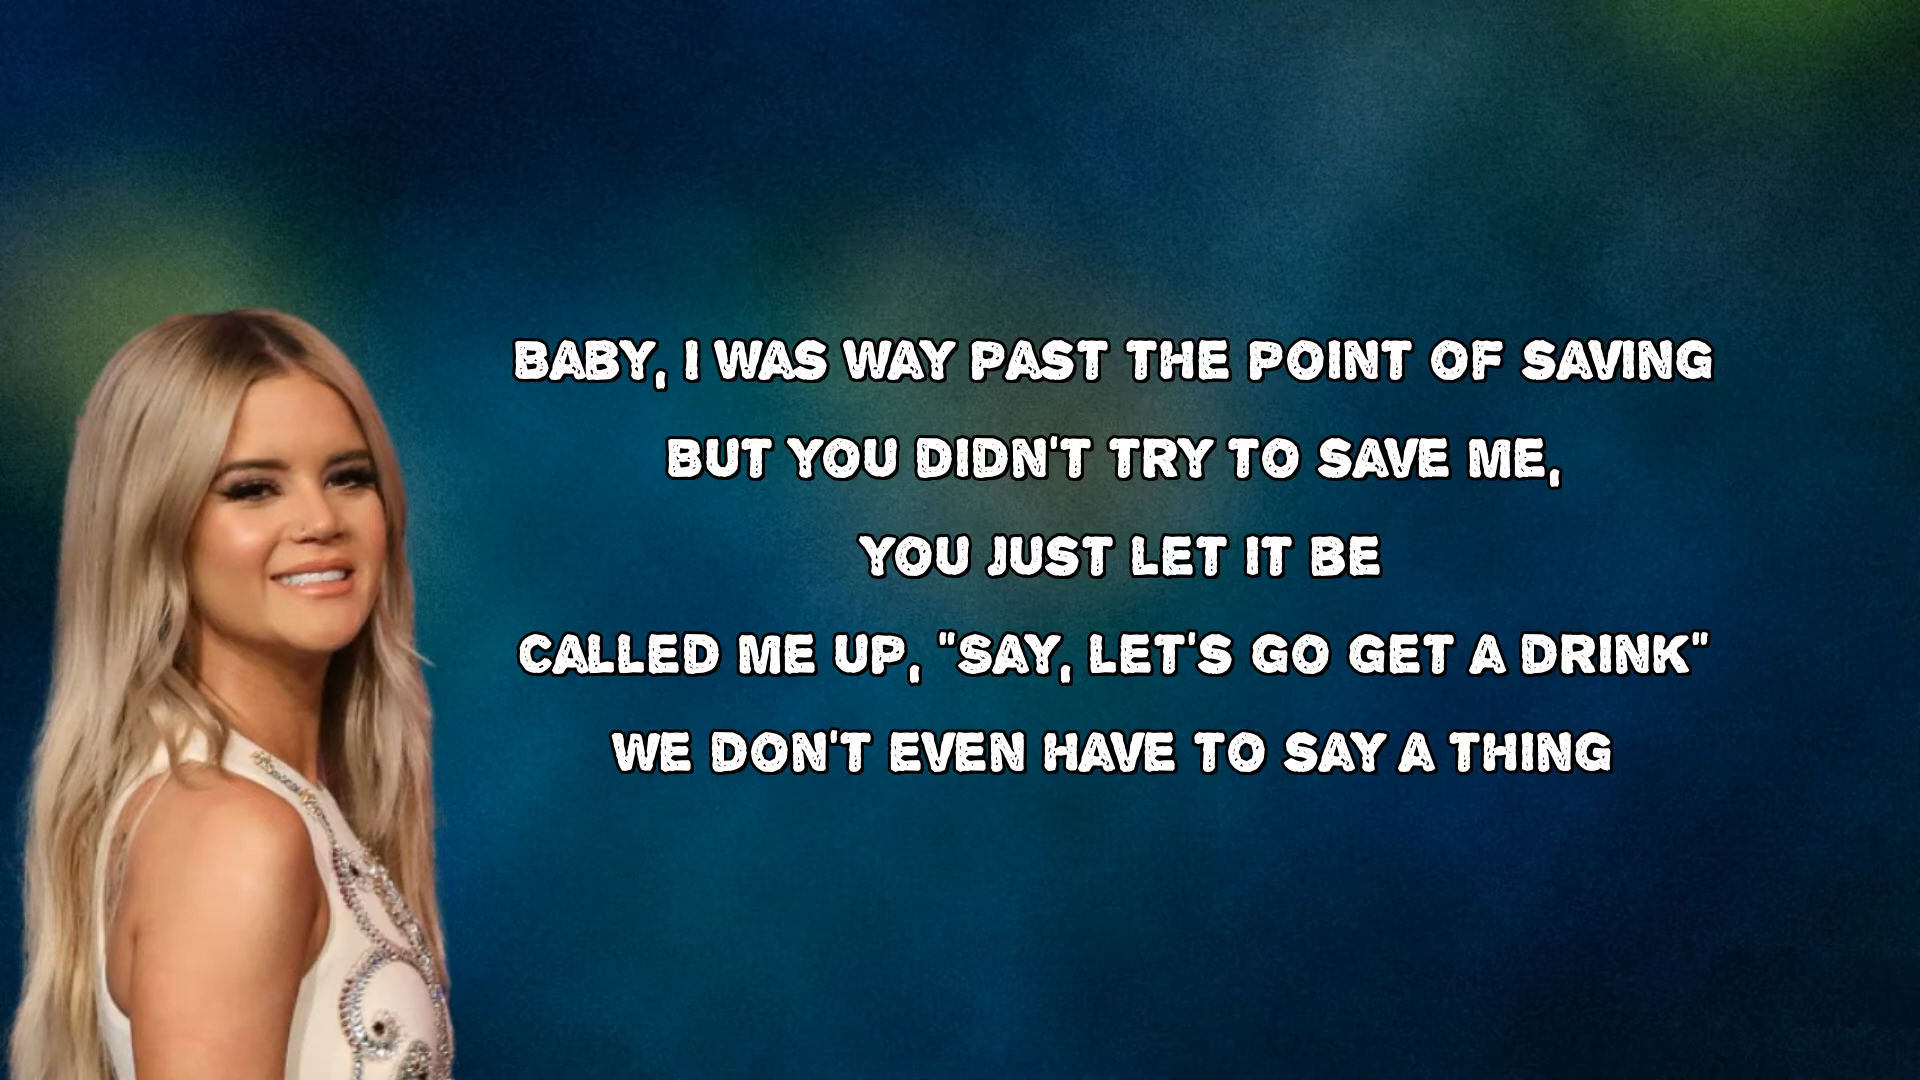 BABY, I WAS WAY PAST THE POINT OF SAVING
BUT YOU DIDN'T TRY TO SAVE ME,
YOU JUST LET IT BE
CALLED ME UP, "SAY, LET'S GO GET A DRINK"
WE DON'T EVEN HAVE TO SAY A THING